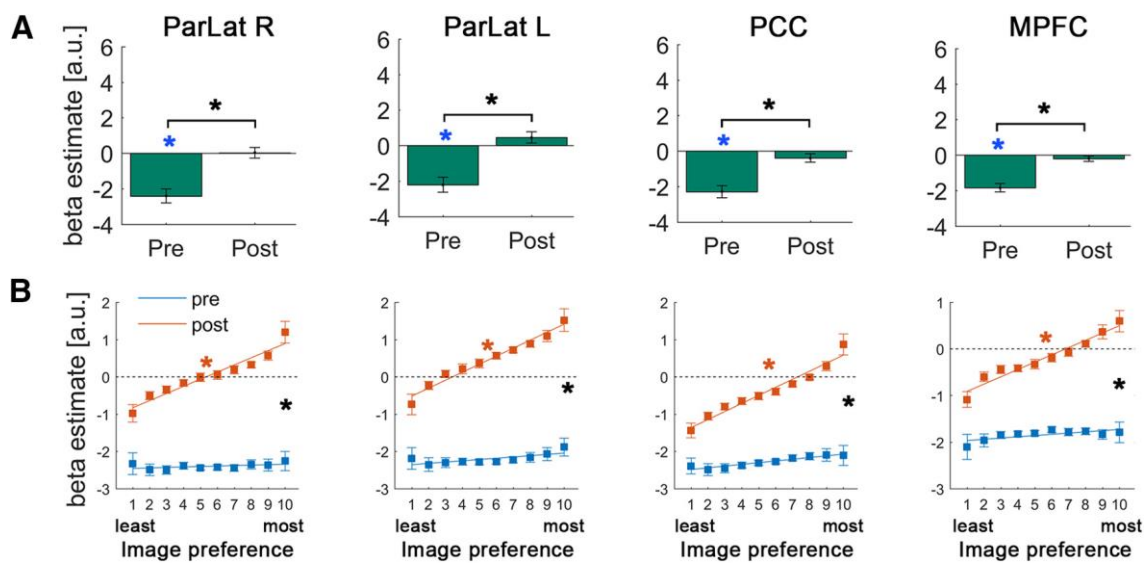 A
ParLat R
ParLat L
PCC
MPFC
beta estimate [a.u.]
6
4
2
0
-2
-4
Pre
Post
6
4
2
0
-2
-4
Pre
Post
6
4
2
0
-2
-4
Pre
Post
6
4
2
0
-2
-4
Pre
Post
B
beta estimate [a.u.]
pre
post
2
1
0
-1
-2
-3
1 2 3 4 5 6 7 8 9 10
least most
Image preference
2
1
0
-1
-2
-3
1 2 3 4 5 6 7 8 9 10
least most
Image preference
2
1
0
-1
-2
-3
1 2 3 4 5 6 7 8 9 10
least most
Image preference
1
0
-1
-2
-3
1 2 3 4 5 6 7 8 9 10
least most
Image preference